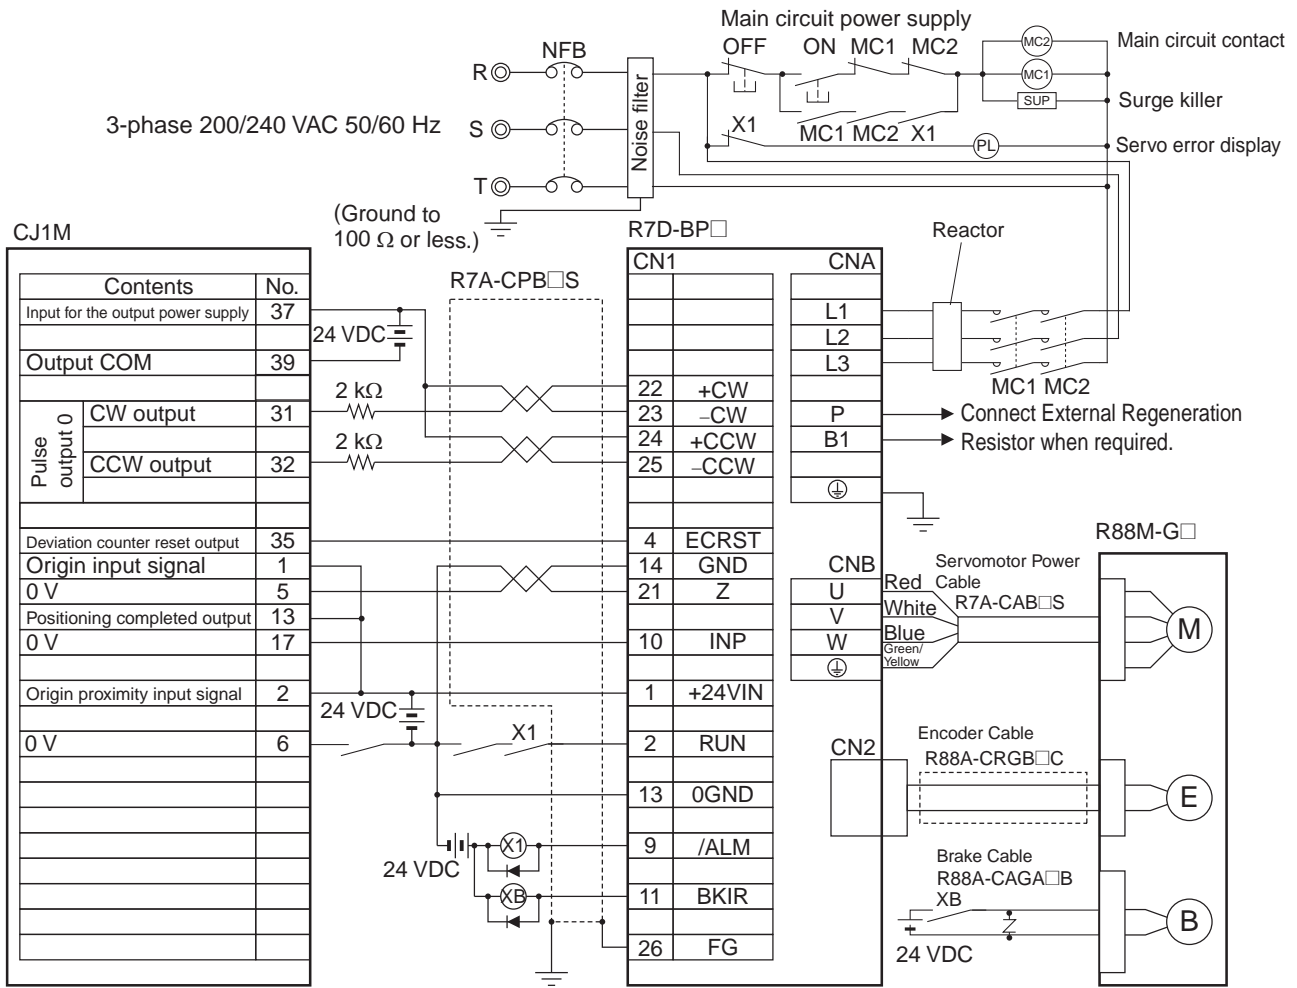 Main circuit power supply
OFF ON MC1 MC2
NFB
R
S
T
3-phase 200/240 VAC 50/60 Hz
Noise filter
MC2
MC1
SUP
Main circuit contact
Surge killer
MC1 MC2 X1
X1
PL
Servo error display
(Ground to
100 Ω or less.)
CJ1M
Contents No.
Input for the output power supply 37
Output COM 39
Pulse
output 0
CW output 31
CCW output 32
Deviation counter reset output 35
Origin input signal 1
0 V 5
Positioning completed output 13
0 V 17
Origin proximity input signal 2
0 V 6
24 VDC
2 kΩ
2 kΩ
24 VDC
X1
24 VDC
X1
XB
R7A-CPB□S
R7D-BP□
CN1
22 +CW
23 −CW
24 +CCW
25 −CCW
4 ECRST
14 GND
21 Z
10 INP
1 +24VIN
2 RUN
13 0GND
9 /ALM
11 BKIR
26 FG
CNA
L1
L2
L3
P
B1
Reactor
MC1 MC2
Connect External Regeneration
Resistor when required.
CNB
U
V
W
Red
White
Blue
Green/
Yellow
Servomotor Power
Cable
R7A-CAB□S
R88M-G□
M
CN2
Encoder Cable
R88A-CRGB□C
E
Brake Cable
R88A-CAGA□B
XB
24 VDC
B